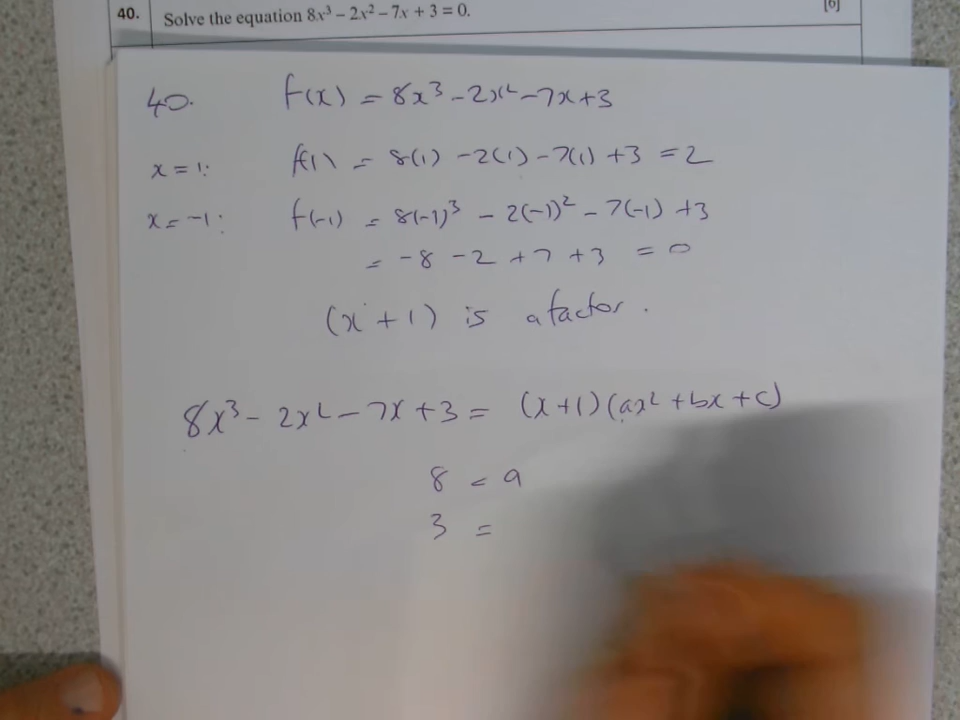 40. Solve the equation 8x³ – 2x² – 7x + 3 = 0. [6]
40. f(x) = 8x³ - 2x² - 7x + 3
x = 1: f(1) = 8(1) - 2(1) - 7(1) + 3 = 2
x = -1: f(-1) = 8(-1)³ - 2(-1)² - 7(-1) + 3
= -8 - 2 + 7 + 3 = 0
(x + 1) is a factor.
8x³ - 2x² - 7x + 3 = (x + 1)(ax² + bx + c)
8 = a
3 =